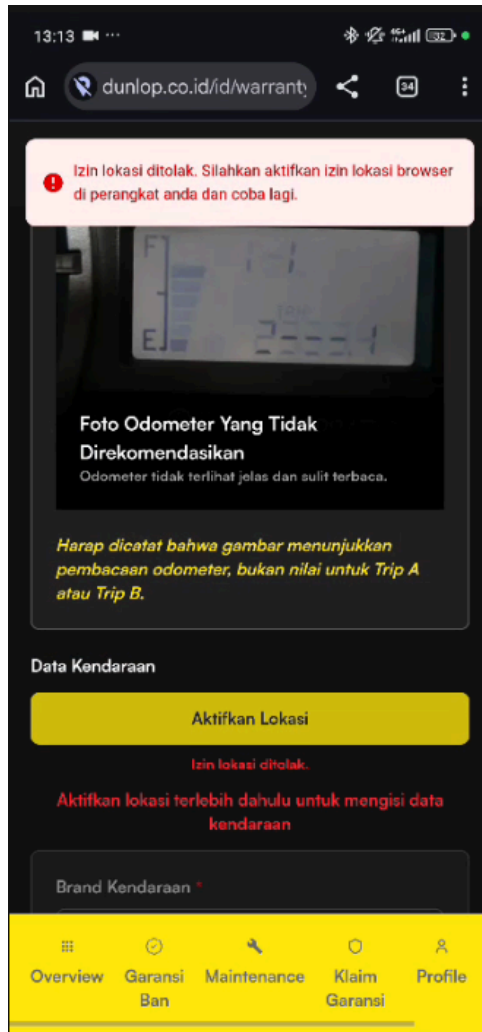 13:13
32
dunlop.co.id/id/warranty
34
Izin lokasi ditolak. Silahkan aktifkan izin lokasi browser
di perangkat anda dan coba lagi.
F
E
Foto Odometer Yang Tidak
Direkomendasikan
Odometer tidak terlihat jelas dan sulit terbaca.
Harap dicatat bahwa gambar menunjukkan
pembacaan odometer, bukan nilai untuk Trip A
atau Trip B.
Data Kendaraan
Aktifkan Lokasi
Izin lokasi ditolak.
Aktifkan lokasi terlebih dahulu untuk mengisi data
kendaraan
Brand Kendaraan *
Overview
Garansi
Ban
Maintenance
Klaim
Garansi
Profile